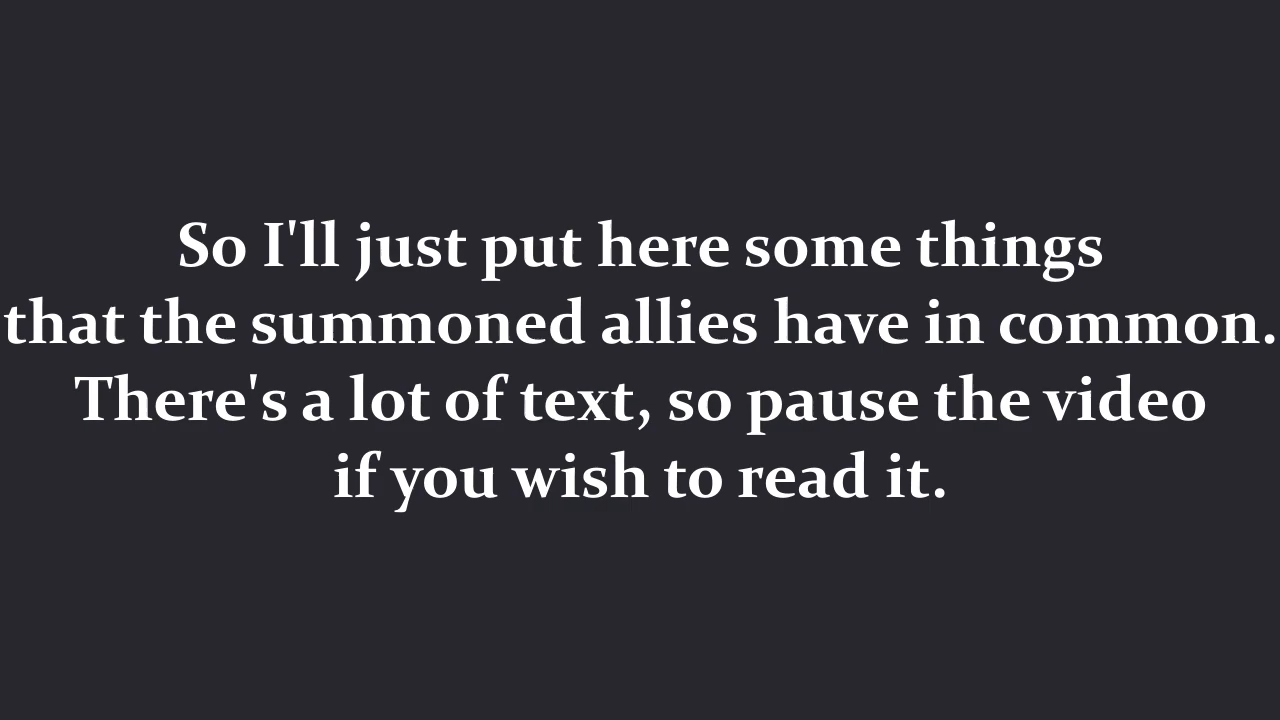 So I'll just put here some things
that the summoned allies have in common.
There's a lot of text, so pause the video
if you wish to read it.